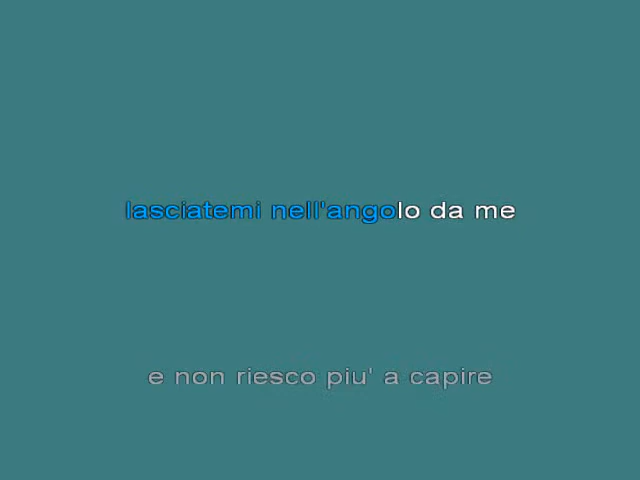 lasciatemi nell'angolo da me
e non riesco piu' a capire